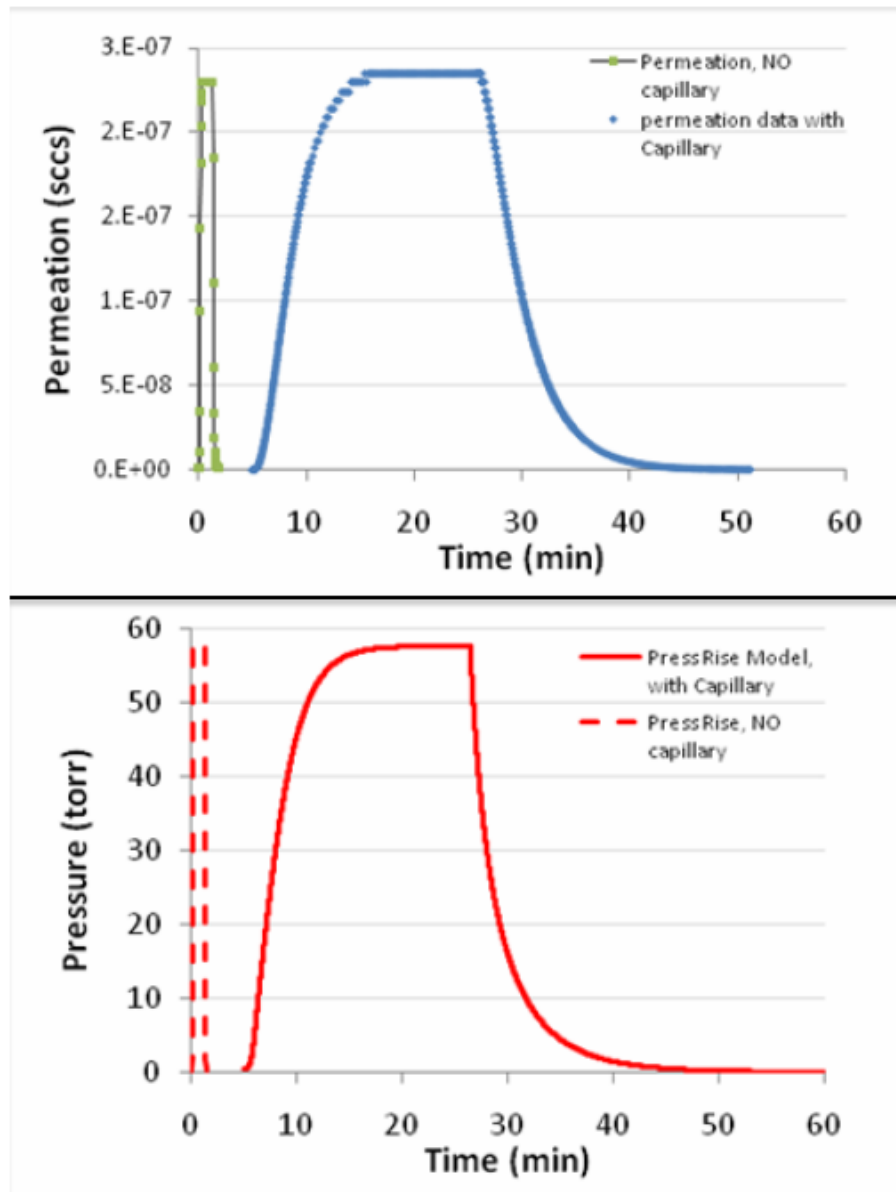 Permeation (sccs)
3.E-07
2.E-07
2.E-07
1.E-07
5.E-08
0.E+00
Permeation, NO
capillary
permeation data with
Capillary
0 10 20 30 40 50 60
Time (min)
Pressure (torr)
60
50
40
30
20
10
0
PressRise Model,
with Capillary
PressRise, NO
capillary
0 10 20 30 40 50 60
Time (min)